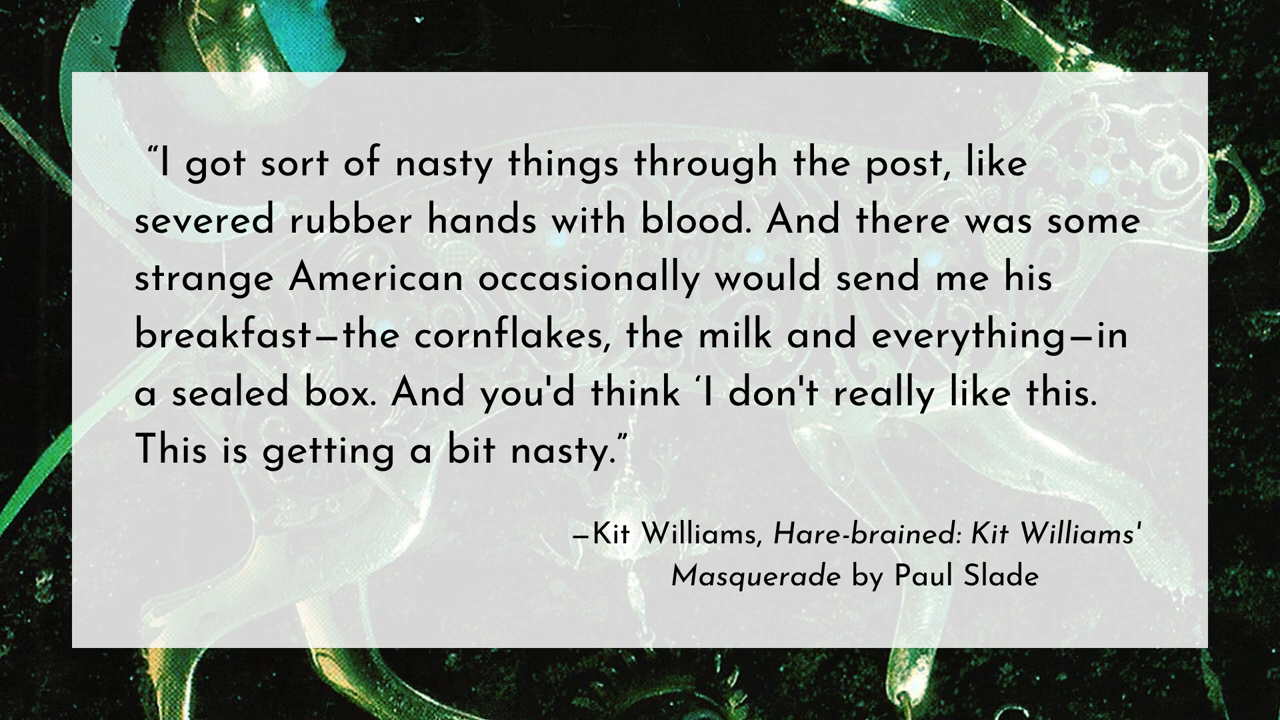 “I got sort of nasty things through the post, like
severed rubber hands with blood. And there was some
strange American occasionally would send me his
breakfast—the cornflakes, the milk and everything—in
a sealed box. And you'd think ‘I don't really like this.
This is getting a bit nasty.”
—Kit Williams, Hare-brained: Kit Williams'
Masquerade by Paul Slade